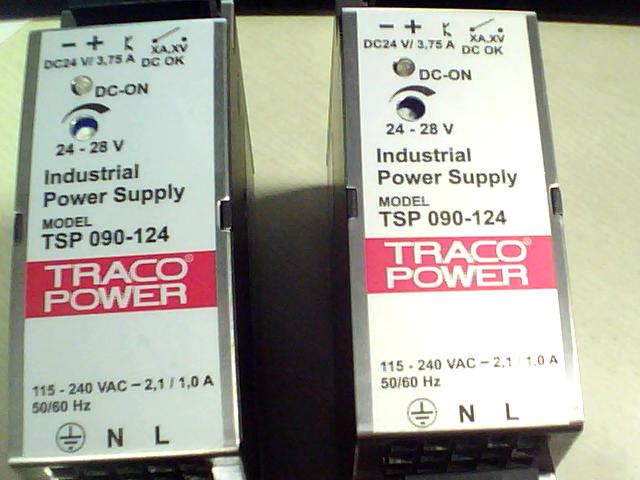 − +
XA,XV
DC24 V/ 3,75 A DC OK
DC-ON
24 - 28 V
Industrial
Power Supply
MODEL
TSP 090-124
TRACO®
POWER
115 - 240 VAC – 2,1 / 1,0 A
50/60 Hz
N L
− +
XA,XV
DC24 V/ 3,75 A DC OK
DC-ON
24 - 28 V
Industrial
Power Supply
MODEL
TSP 090-124
TRACO®
POWER
115 - 240 VAC – 2,1 / 1,0 A
50/60 Hz
N L